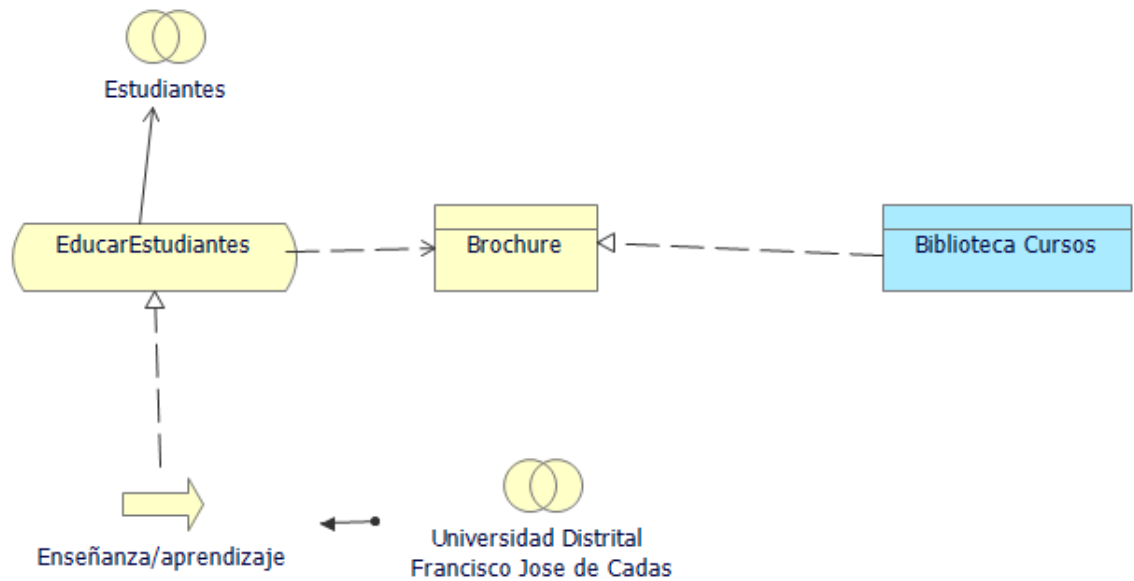 Estudiantes
EducarEstudiantes
Brochure
Biblioteca Cursos
Enseñanza/aprendizaje
Universidad Distrital
Francisco Jose de Cadas